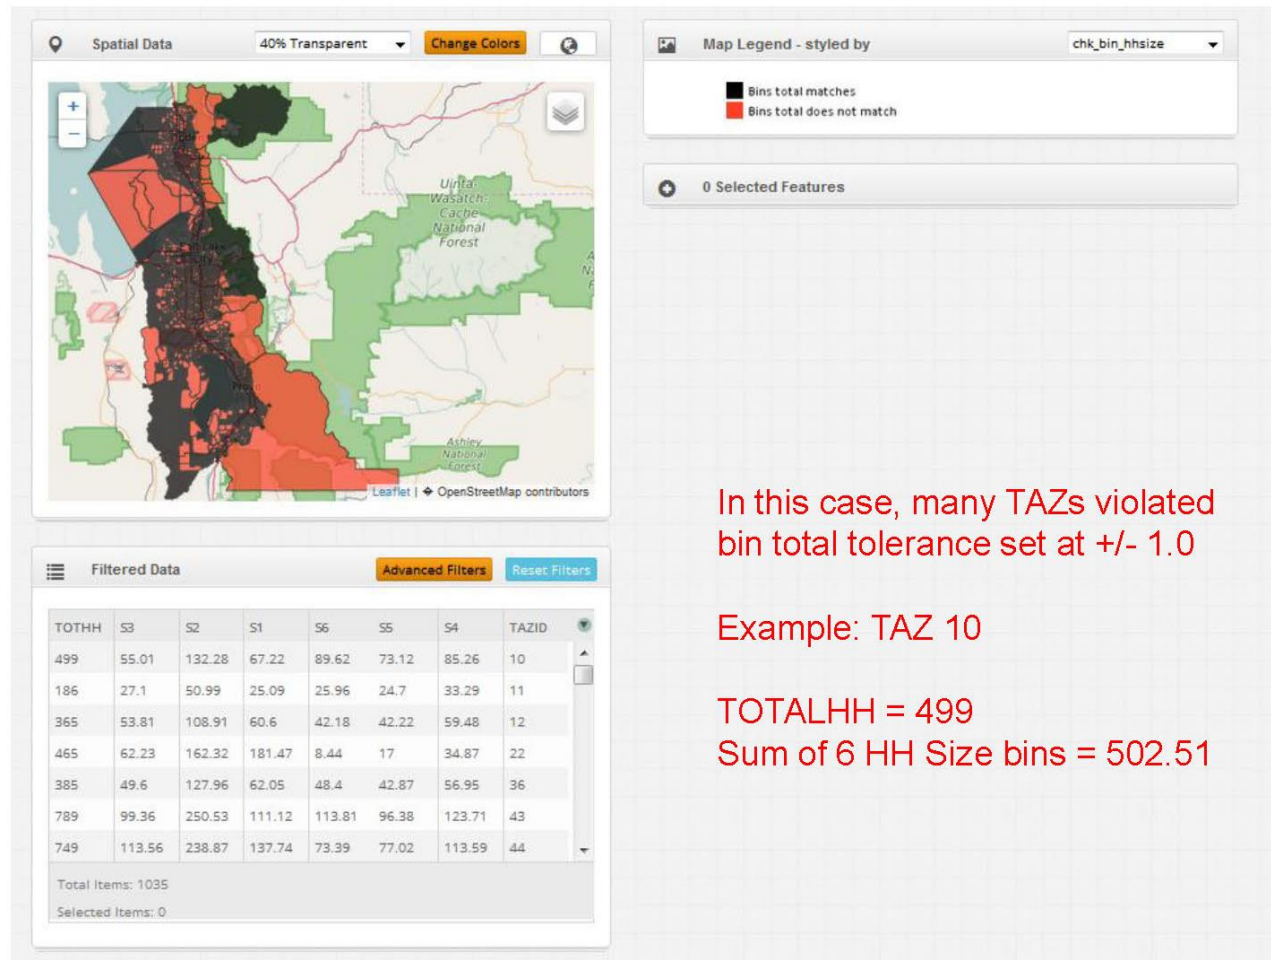 Spatial Data
40% Transparent
Change Colors
+
−
Uinta-
Wasatch-
Cache
National
Forest
Ashley
National
Forest
Leaflet | OpenStreetMap contributors
Map Legend - styled by
chk_bin_hhsize
Bins total matches
Bins total does not match
0 Selected Features
In this case, many TAZs violated
bin total tolerance set at +/- 1.0
Example: TAZ 10
TOTALHH = 499
Sum of 6 HH Size bins = 502.51
Filtered Data
Advanced Filters
Reset Filters
TOTHH S3 S2 S1 S6 S5 S4 TAZID
499 55.01 132.28 67.22 89.62 73.12 85.26 10
186 27.1 50.99 25.09 25.96 24.7 33.29 11
365 53.81 108.91 60.6 42.18 42.22 59.48 12
465 62.23 162.32 181.47 8.44 17 34.87 22
385 49.6 127.96 62.05 48.4 42.87 56.95 36
789 99.36 250.53 111.12 113.81 96.38 123.71 43
749 113.56 238.87 137.74 73.39 77.02 113.59 44
Total Items: 1035
Selected Items: 0